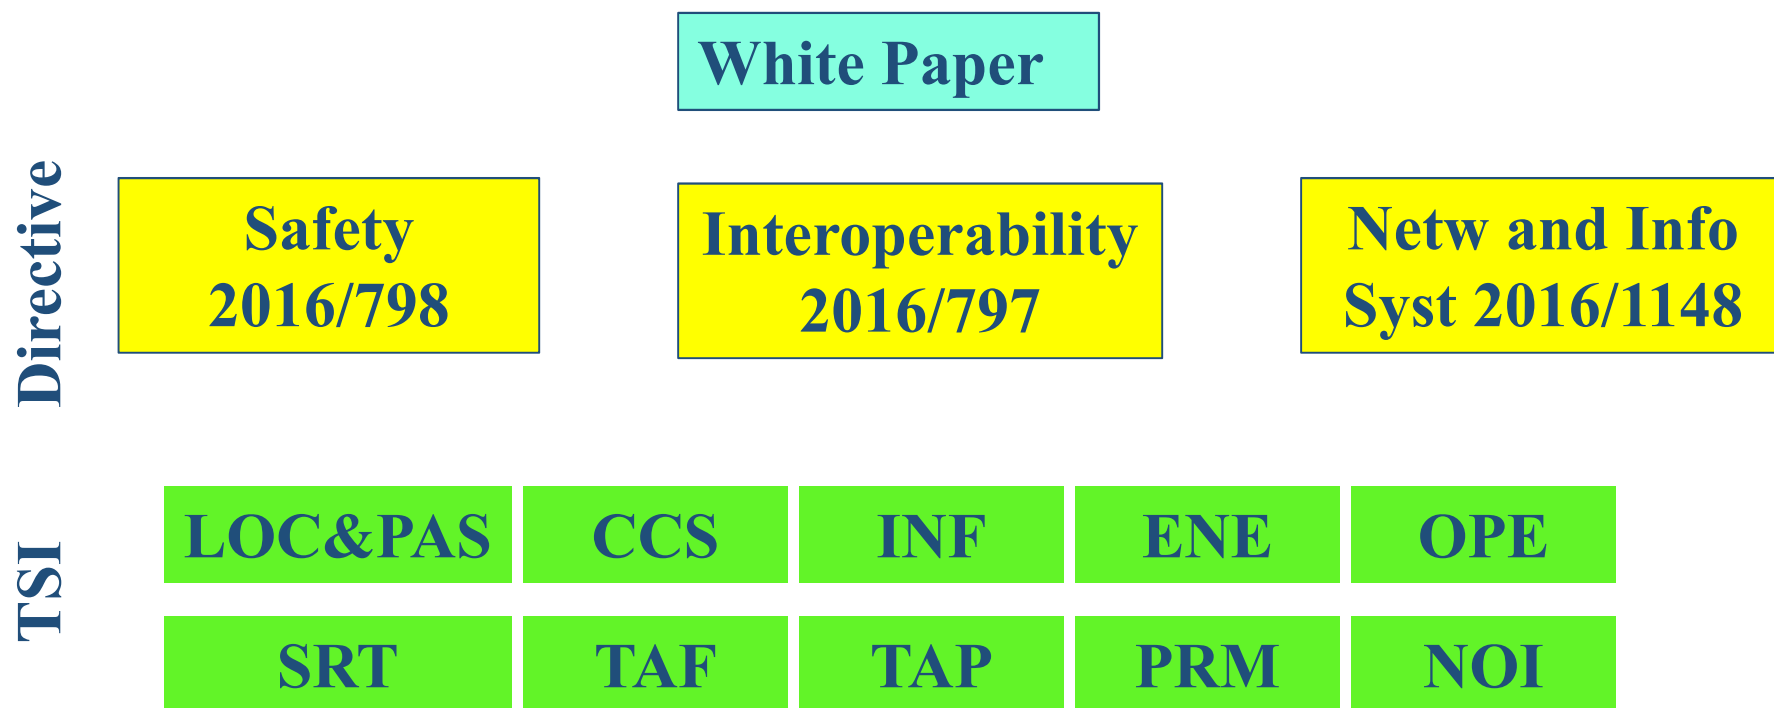 White Paper
Directive
Safety
2016/798
Interoperability
2016/797
Netw and Info
Syst 2016/1148
TSI
LOC&PAS
CCS
INF
ENE
OPE
SRT
TAF
TAP
PRM
NOI